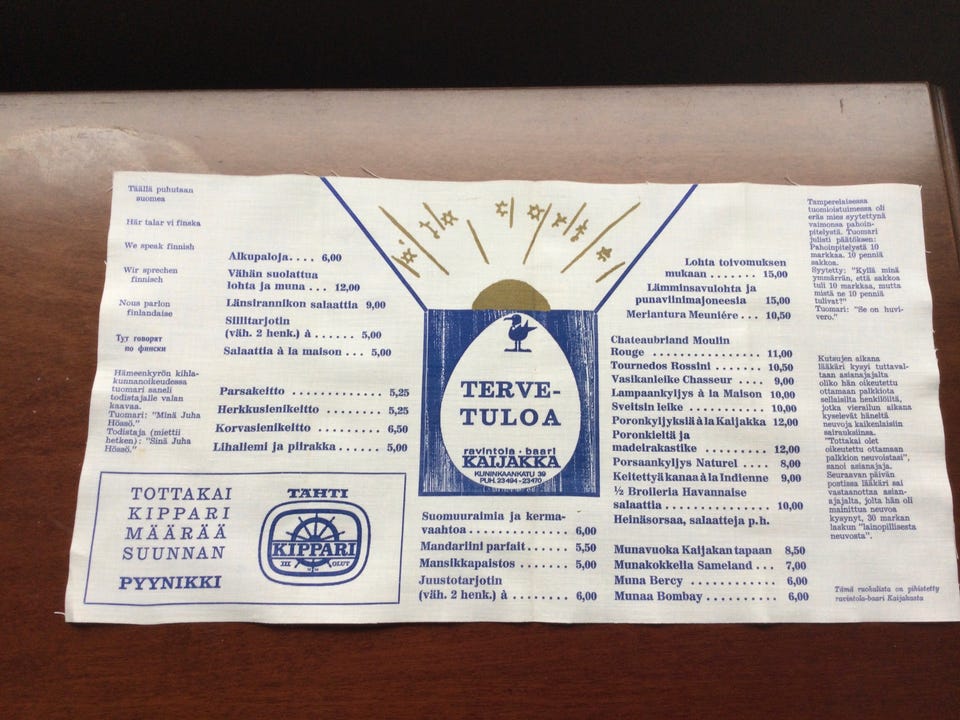 Täällä puhutaan
suomea
Här talar vi finska
We speak finnish
Wir sprechen
finnisch
Nous parlon
finlandaise
Тут говорят
по фински
Hämeenkyrön kihla-
kunnanoikeudessa
tuomari saneli
todistajalle valan
kaavaa.
Tuomari: "Minä Juha
Hössö."
Todistaja (miettii
hetken): "Sinä Juha
Hössö."
Alkupaloja.... 6,00
Vähän suolattua
lohta ja muna ... 12,00
Länsirannikon salaattia 9,00
Sillitarjotin
(väh. 2 henk.) à ...... 5,00
Salaattia à la maison .. 5,00
Parsakeitto .......... 5,25
Herkkusienikeitto ........ 5,25
Korvasienikeitto ........ 6,50
Lihaliemi ja piirakka ..... 5,00
TOTTAKAI
KIPPARI
MÄÄRÄÄ
SUUNNAN
PYYNIKKI
TÄHTI
KIPPARI
III OLUT
TERVE-
TULOA
ravintola - baari
KAIJAKKA
KUNINKAANKATU 39
PUH. 23494 - 23470
Suomuuraimia ja kerma-
vaahtoa .............. 6,00
Mandariini parfait ...... 5,50
Mansikkapaistos ...... 5,00
Juustotarjotin
(väh. 2 henk.) à ........ 6,00
Lohta toivomuksen
mukaan ....... 15,00
Lämminsavulohta ja
punaviinimajoneesia 15,00
Meriantura Meuniére .. 10,50
Chateaubriand Moulin
Rouge .................. 11,00
Tournedos Rossini ....... 10,50
Vasikanleike Chasseur .... 9,00
Lampaankyljys à la Maison 10,00
Sveitsin leike ........... 10,00
Poronkyljyksiä à la Kaijakka 12,00
Poronkieltä ja
madeirakastike ........... 12,00
Porsaankyljys Naturel .... 8,00
Keitettyä kanaa à la Indienne 9,00
½ Broileria Havannaise
salaattia ............... 10,00
Heinäsorsaa, salaatteja p.h.
Munavuoka Kaijakan tapaan 8,50
Munakokkella Sameland ... 7,00
Muna Bercy ............ 6,00
Munaa Bombay .......... 6,00
Tamperelaisessa
tuomioistuimessa oli
eräs mies syytettynä
vaimonsa pahoin-
pitelystä. Tuomari
julisti päätöksen:
Pahoinpitelystä 10
markkaa. 10 penniä
sakkoa.
Syytetty: "Kyllä minä
ymmärrän, että sakkoa
tuli 10 markkaa, mutta
mistä ne 10 penniä
tulivat?"
Tuomari: "Se on huvi-
vero."
Kutsujen aikana
lääkäri kysyi tuttaval-
taan asianajajalta
oliko hän oikeutettu
ottamaan palkkiota
sellaisilta henkilöiltä,
jotka vierailun aikana
kyselevät häneltä
neuvoja kaikenlaisiin
sairauksiinsa.
"Tottakai olet
oikeutettu ottamaan
palkkion neuvoistasi",
sanoi asianajaja.
Seuraavan päivän
postissa lääkäri sai
vastaanottaa asian-
ajajalta, jolta hän oli
mainittua neuvoa
kysynyt, 30 markan
laskun "lainopillisesta
neuvosta".
Tämä ruokalista on pihistetty
ravintola-baari Kaijakasta